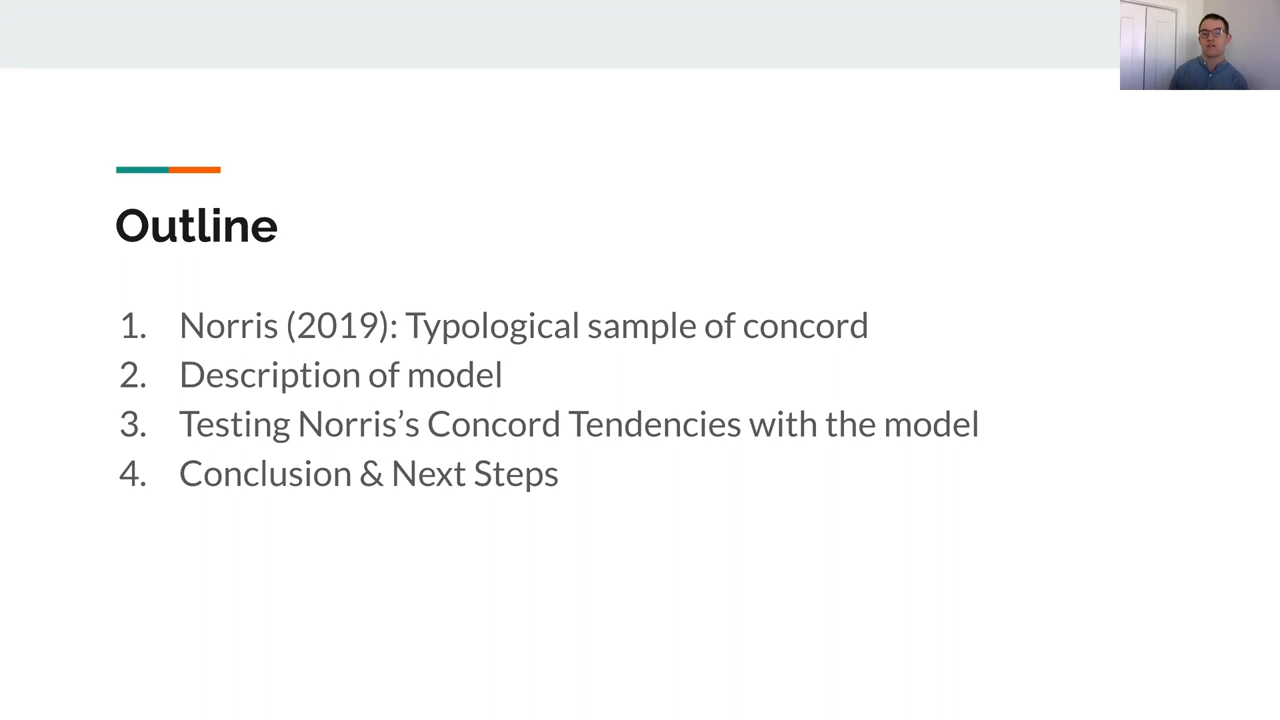 Outline
1. Norris (2019): Typological sample of concord
2. Description of model
3. Testing Norris’s Concord Tendencies with the model
4. Conclusion & Next Steps